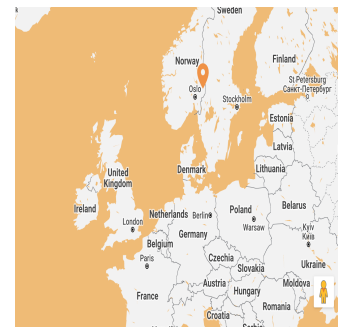 Sweden
Norway
Finland
Oslo
St Petersburg
Санкт-Петербург
Stockholm
Estonia
Latvia
Denmark
Lithuania
United
Kingdom
Ireland
London
Netherlands
Berlin
Poland
Warsaw
Belarus
Belgium
Germany
Kyiv
Київ
Paris
Czechia
Slovakia
Ukraine
France
Austria
Hungary
Moldova
Romania
Croatia